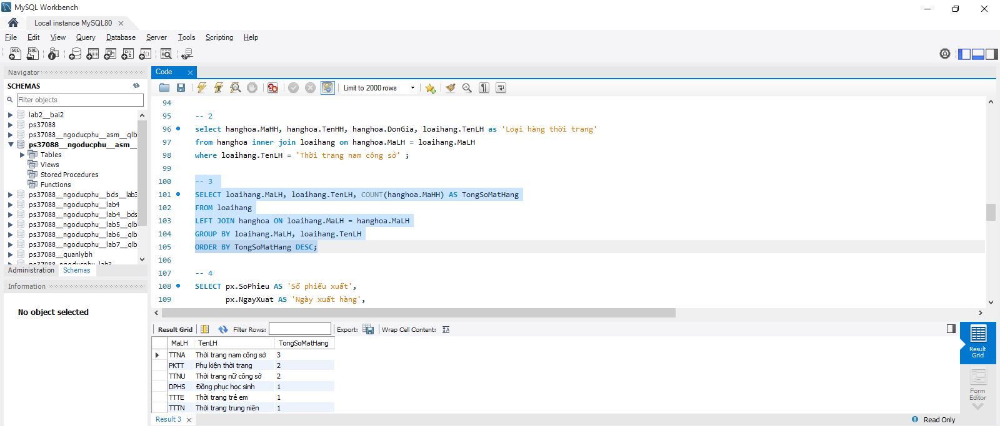 MySQL Workbench
Local instance MySQL80
File Edit View Query Database Server Tools Scripting Help
Navigator
SCHEMAS
Filter objects
lab2__bai2
ps37088
ps37088__ngoducphu__asm__qlb
ps37088__ngoducphu__asm__
Tables
Views
Stored Procedures
Functions
ps37088__ngoducphu__bds__lab3
ps37088__ngoducphu__lab4
ps37088__ngoducphu__lab4__bds
ps37088__ngoducphu__lab5__qlb
ps37088__ngoducphu__lab6__qlb
ps37088__ngoducphu__lab7__qlb
ps37088__quanlybh
Administration Schemas
Information
No object selected
Code
Limit to 2000 rows
94
95 -- 2
96 select hanghoa.MaHH, hanghoa.TenHH, hanghoa.DonGia, loaihang.TenLH as 'Loại hàng thời trang'
97 from hanghoa inner join loaihang on hanghoa.MaLH = loaihang.MaLH
98 where loaihang.TenLH = 'Thời trang nam công sở' ;
99
100 -- 3
101 SELECT loaihang.MaLH, loaihang.TenLH, COUNT(hanghoa.MaHH) AS TongSoMatHang
102 FROM loaihang
103 LEFT JOIN hanghoa ON loaihang.MaLH = hanghoa.MaLH
104 GROUP BY loaihang.MaLH, loaihang.TenLH
105 ORDER BY TongSoMatHang DESC;
106
107 -- 4
108 SELECT px.SoPhieu AS 'Số phiếu xuất',
109 px.NgayXuat AS 'Ngày xuất hàng',
Result Grid Filter Rows: Export: Wrap Cell Content:
MaLH TenLH TongSoMatHang
TTNA Thời trang nam công sở 3
PKTT Phụ kiện thời trang 2
TTNU Thời trang nữ công sở 2
DPHS Đồng phục học sinh 1
TTTE Thời trang trẻ em 1
TTTN Thời trang trung niên 1
Result Grid
Form Editor
Result 3
Read Only